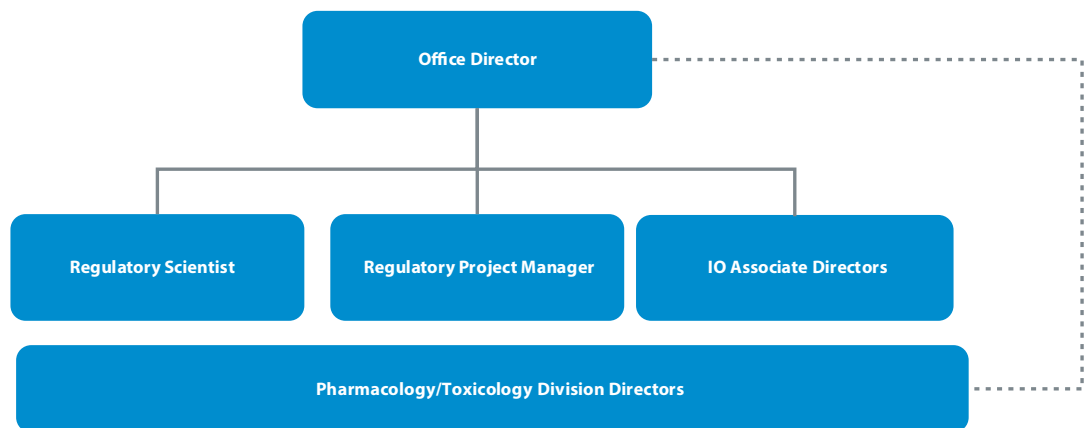 Office Director
Regulatory Scientist
Regulatory Project Manager
IO Associate Directors
Pharmacology/Toxicology Division Directors